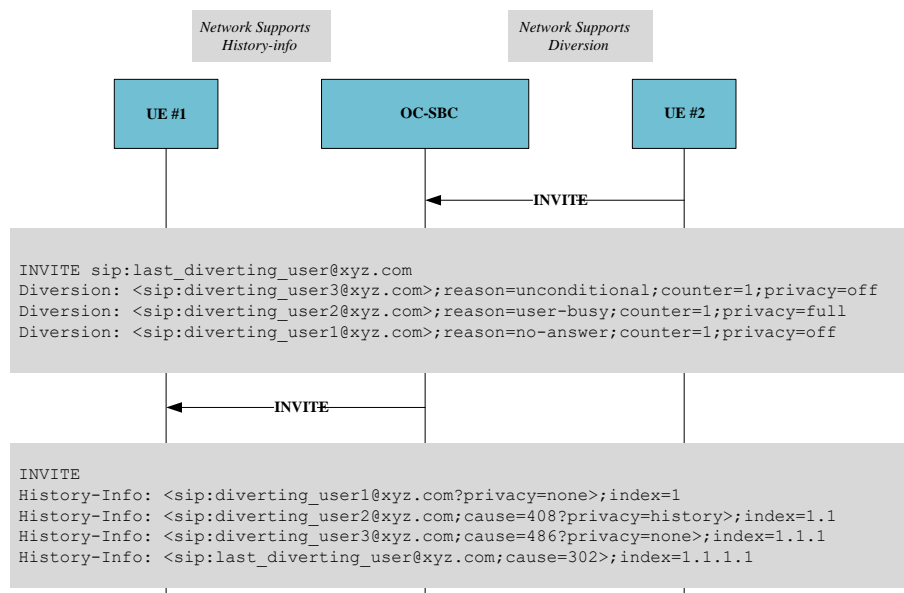 Network Supports
History-info
Network Supports
Diversion
UE #1
OC-SBC
UE #2
INVITE
INVITE sip:last_diverting_user@xyz.com
Diversion: <sip:diverting_user3@xyz.com>;reason=unconditional;counter=1;privacy=off
Diversion: <sip:diverting_user2@xyz.com>;reason=user-busy;counter=1;privacy=full
Diversion: <sip:diverting_user1@xyz.com>;reason=no-answer;counter=1;privacy=off
INVITE
INVITE
History-Info: <sip:diverting_user1@xyz.com?privacy=none>;index=1
History-Info: <sip:diverting_user2@xyz.com;cause=408?privacy=history>;index=1.1
History-Info: <sip:diverting_user3@xyz.com;cause=486?privacy=none>;index=1.1.1
History-Info: <sip:last_diverting_user@xyz.com;cause=302>;index=1.1.1.1